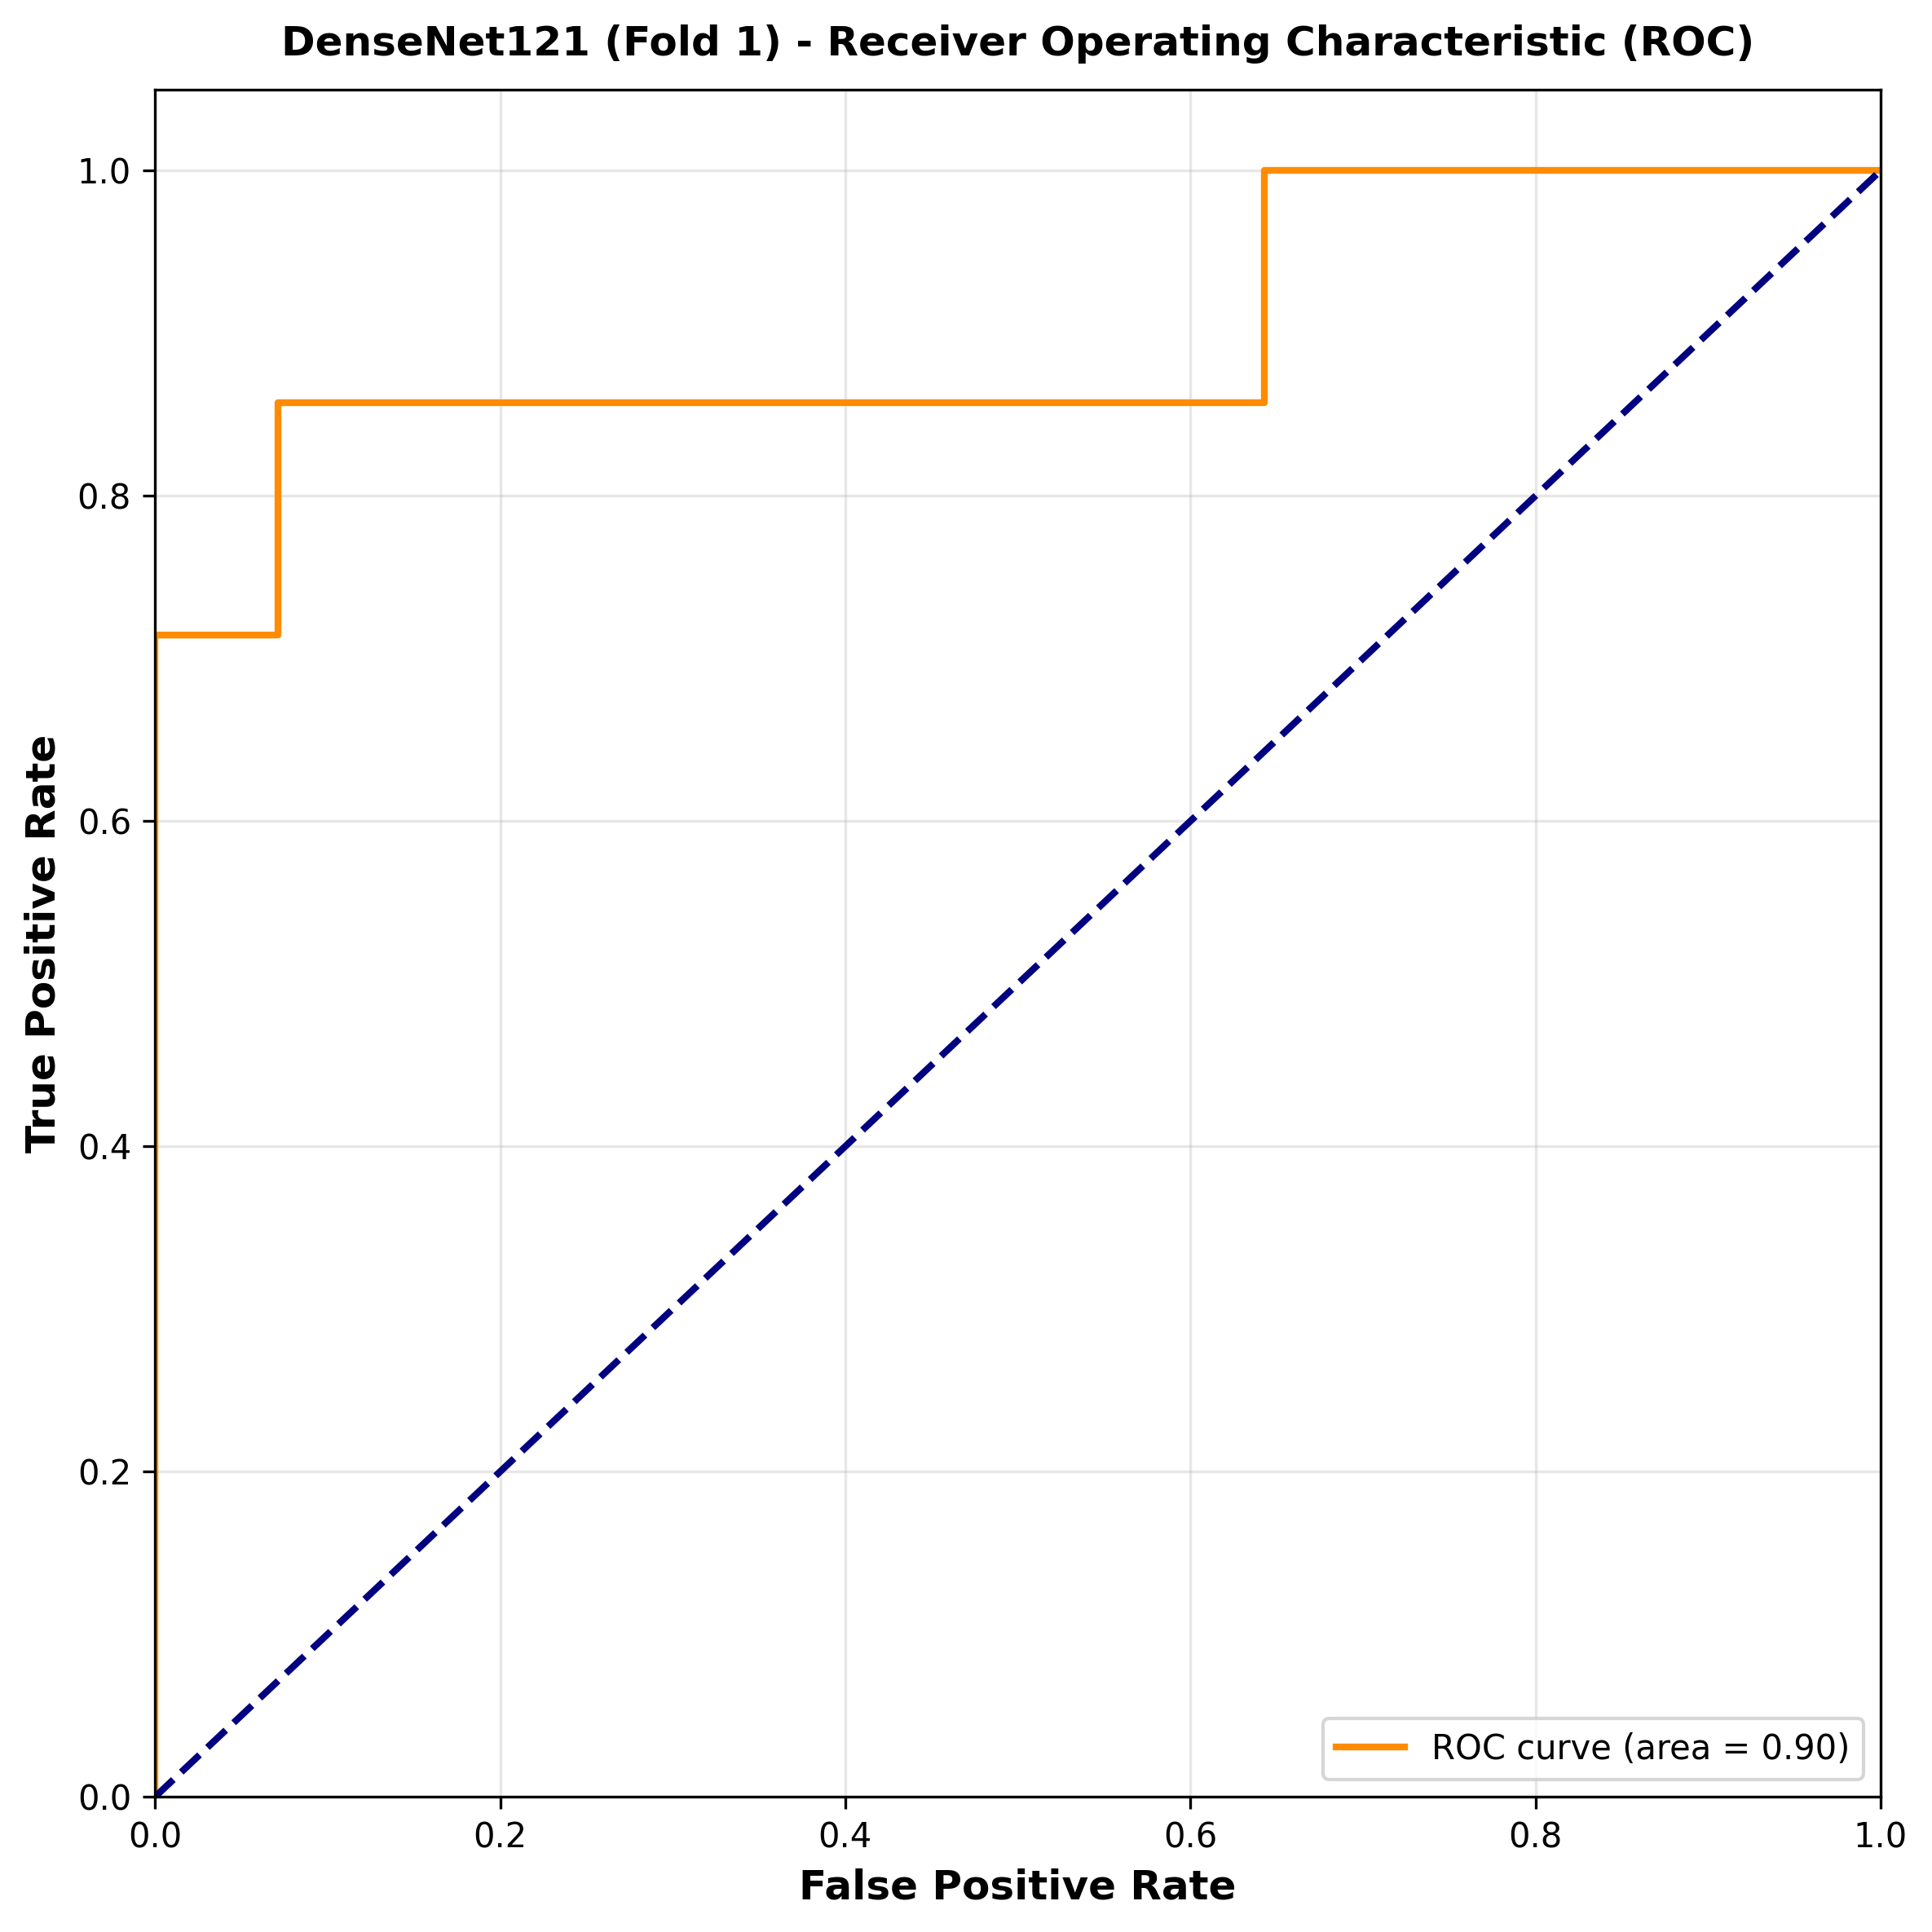 DenseNet121 (Fold 1) - Receiver Operating Characteristic (ROC)
True Positive Rate
1.0
0.8
0.6
0.4
0.2
0.0
0.0 0.2 0.4 0.6 0.8 1.0
False Positive Rate
ROC curve (area = 0.90)